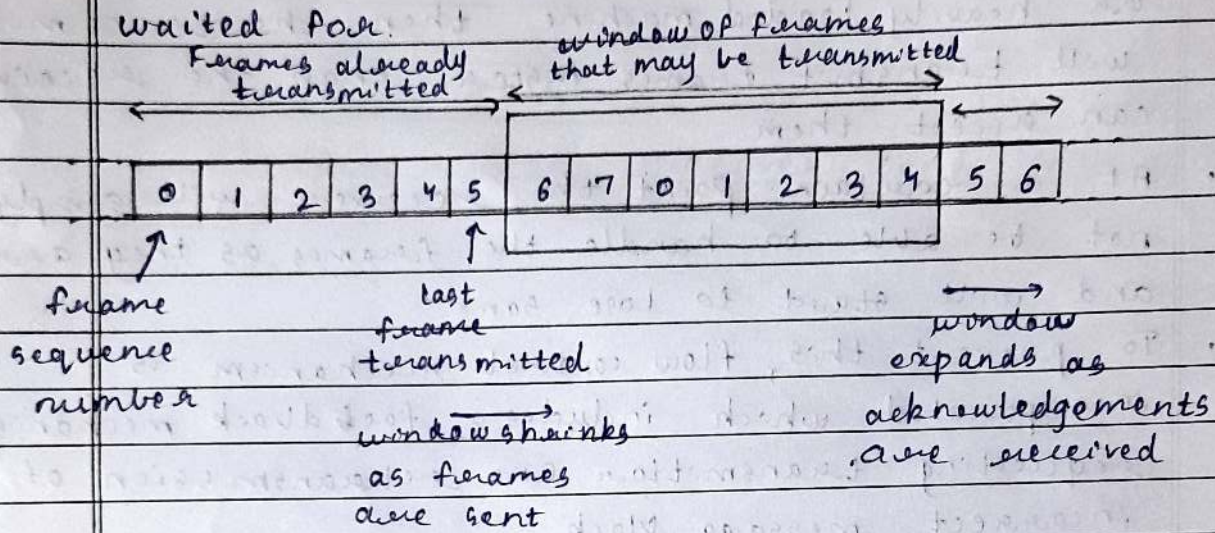 waited for.
Frames already
transmitted
window of frames
that may be transmitted
0 1 2 3 4 5 6 7 0 1 2 3 4 5 6
frame
sequence
number
last
frame
transmitted
window shrinks
as frames
are sent
window
expands as
acknowledgements
are received